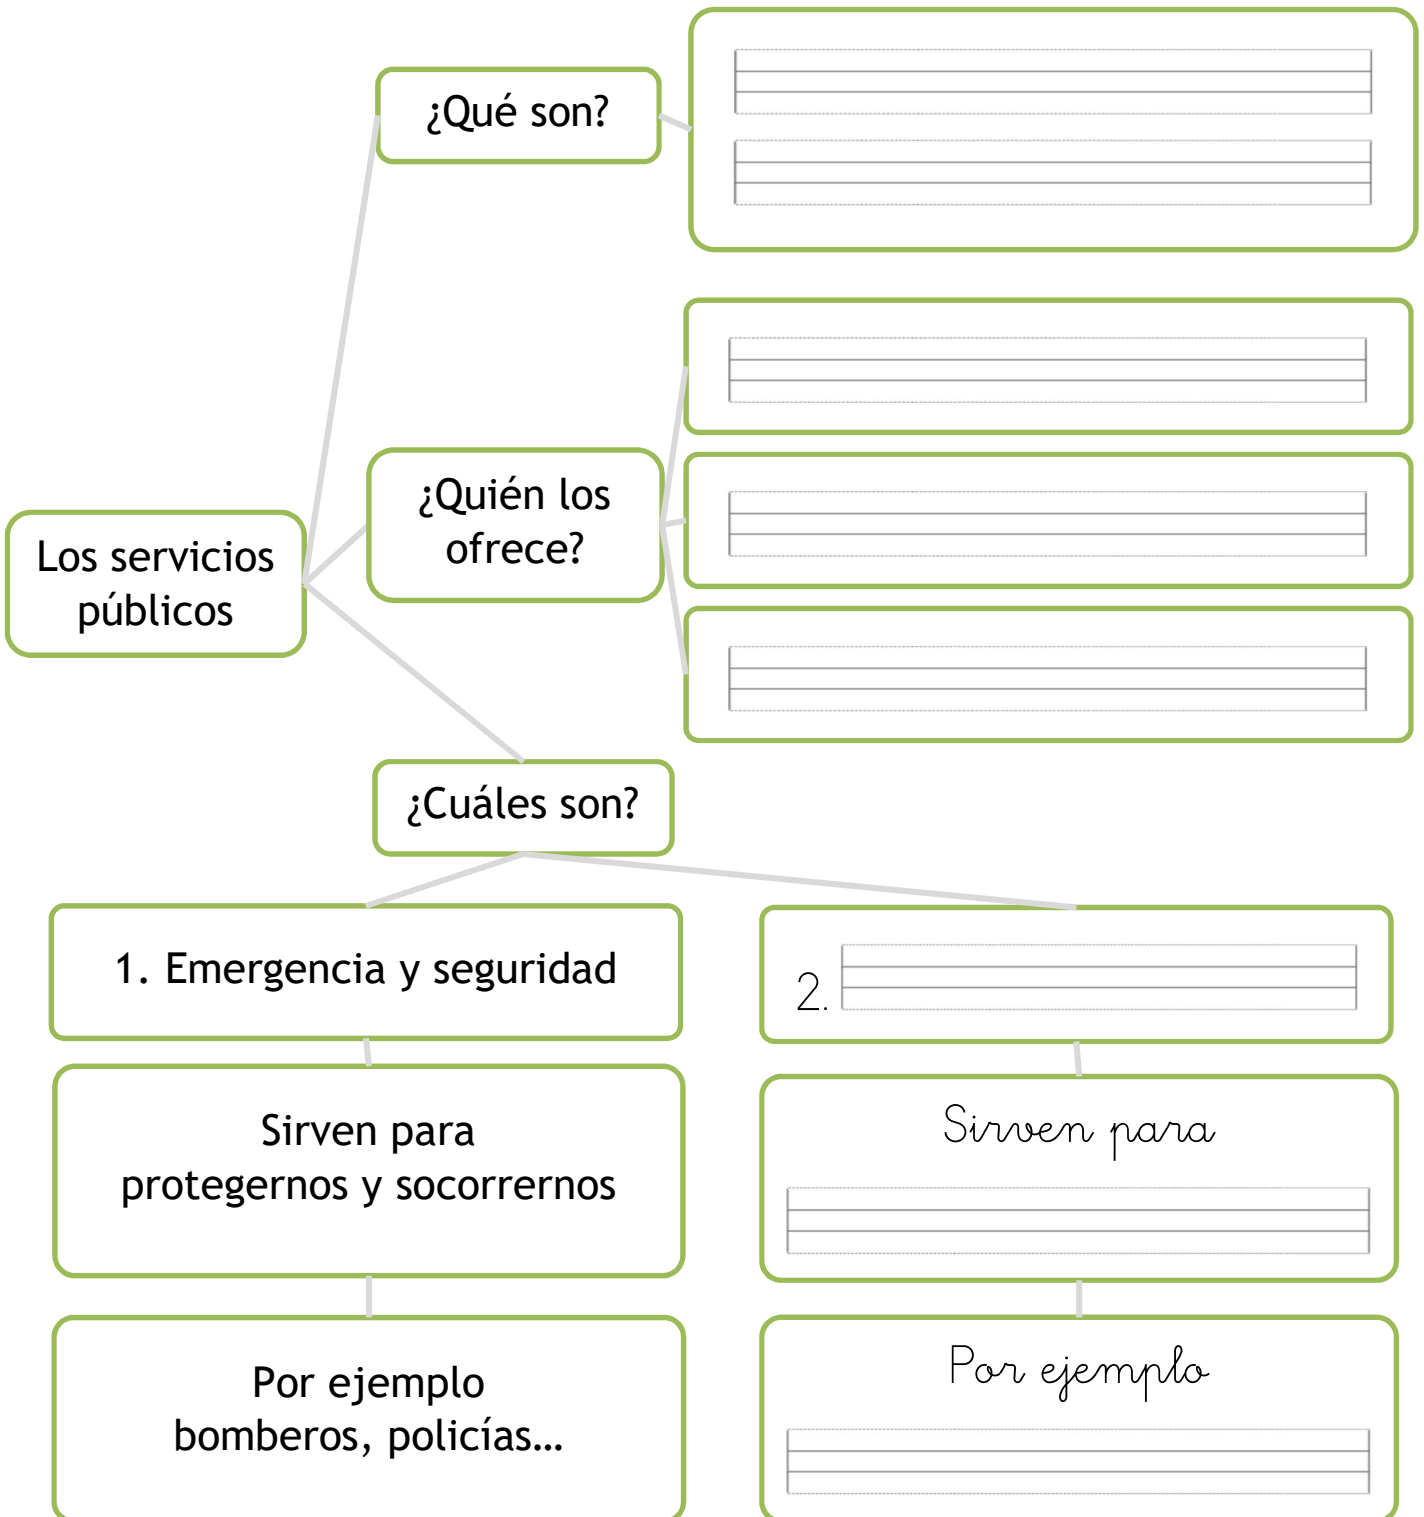 ¿Qué son?
¿Quién los
ofrece?
Los servicios
públicos
¿Cuáles son?
1. Emergencia y seguridad
2.
Sirven para
protegernos y socorrernos
Sirven para
Por ejemplo
bomberos, policías…
Por ejemplo